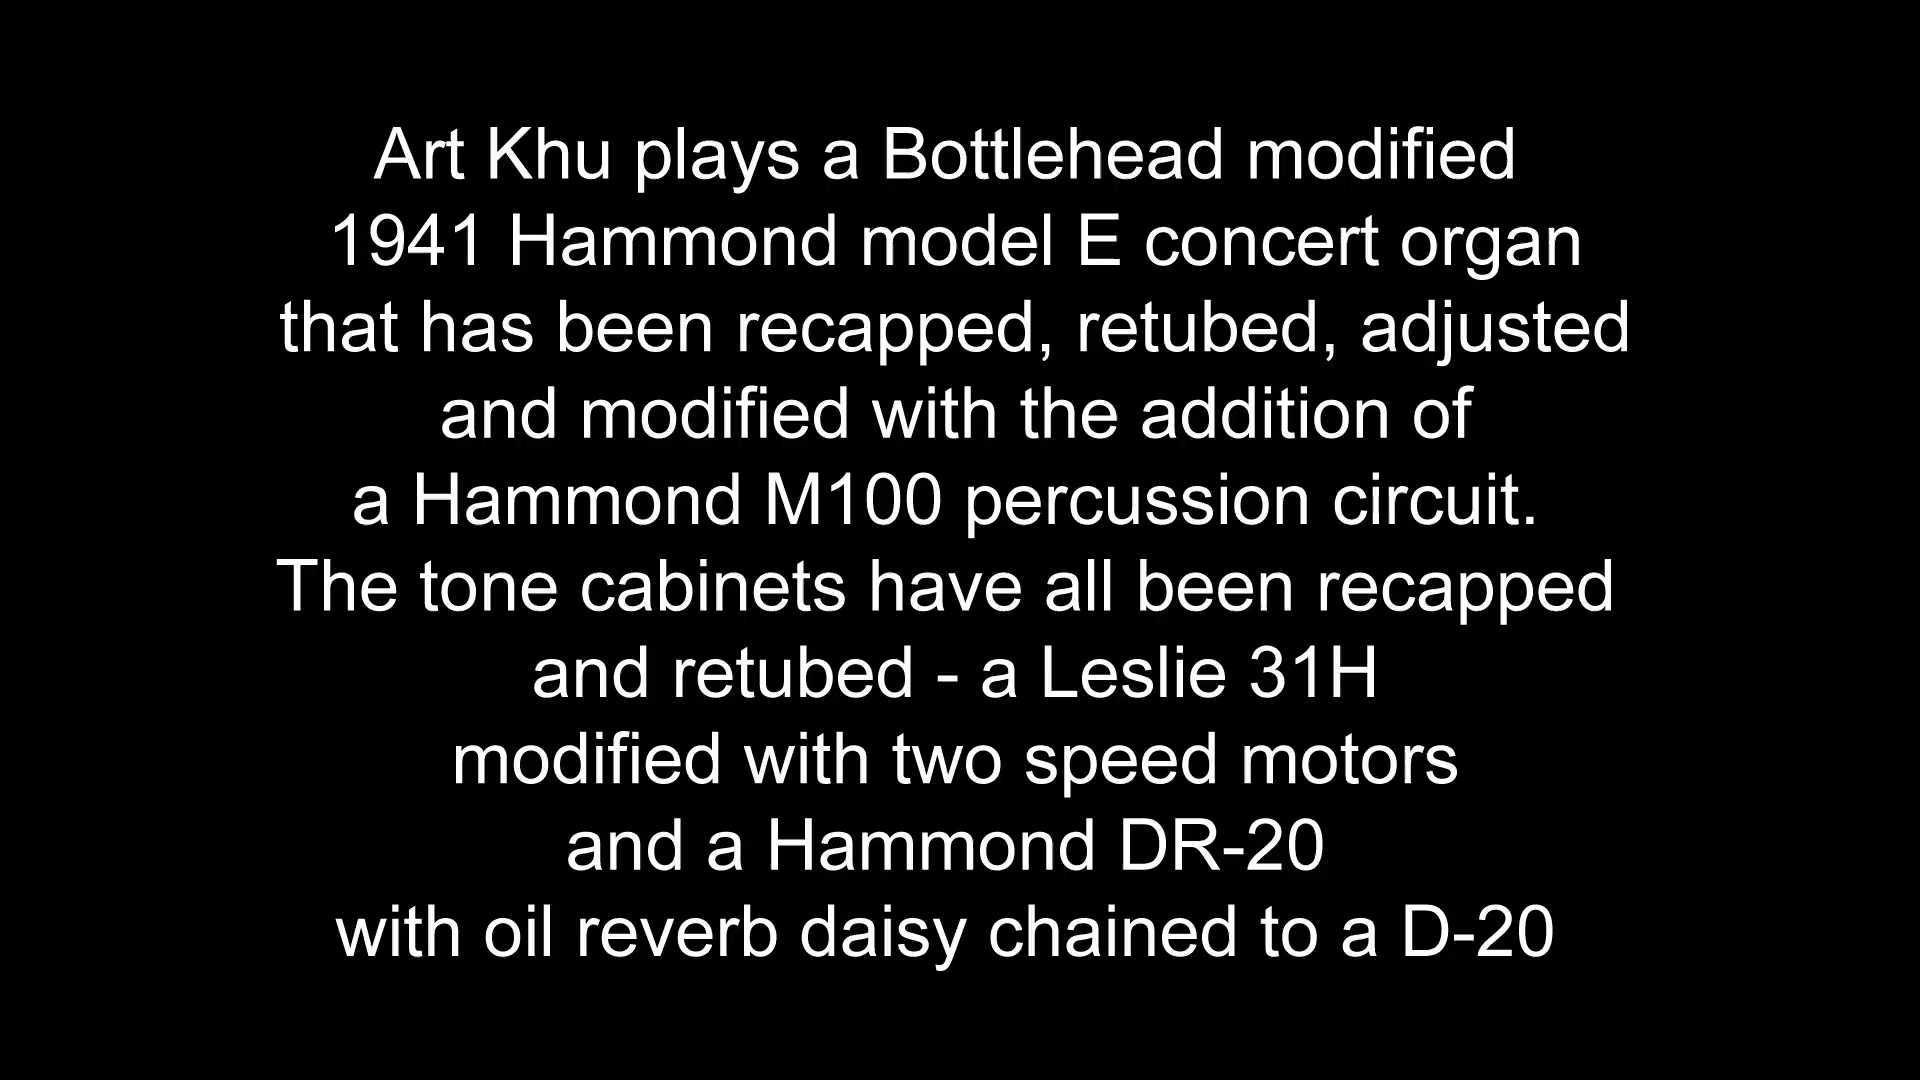 Art Khu plays a Bottlehead modified
1941 Hammond model E concert organ
that has been recapped, retubed, adjusted
and modified with the addition of
a Hammond M100 percussion circuit.
The tone cabinets have all been recapped
and retubed - a Leslie 31H
modified with two speed motors
and a Hammond DR-20
with oil reverb daisy chained to a D-20